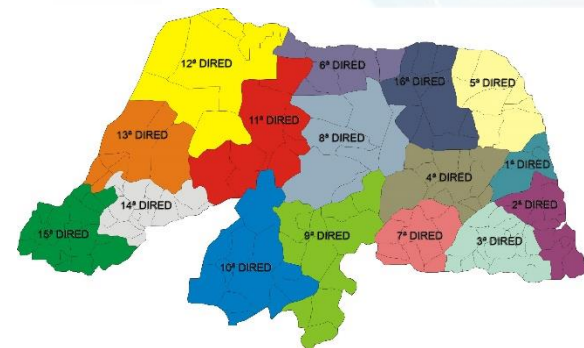 12ª DIRED
6ª DIRED
16ª DIRED
5ª DIRED
11ª DIRED
13ª DIRED
8ª DIRED
1ª DIRED
4ª DIRED
14ª DIRED
2ª DIRED
15ª DIRED
9ª DIRED
7ª DIRED
3ª DIRED
10ª DIRED